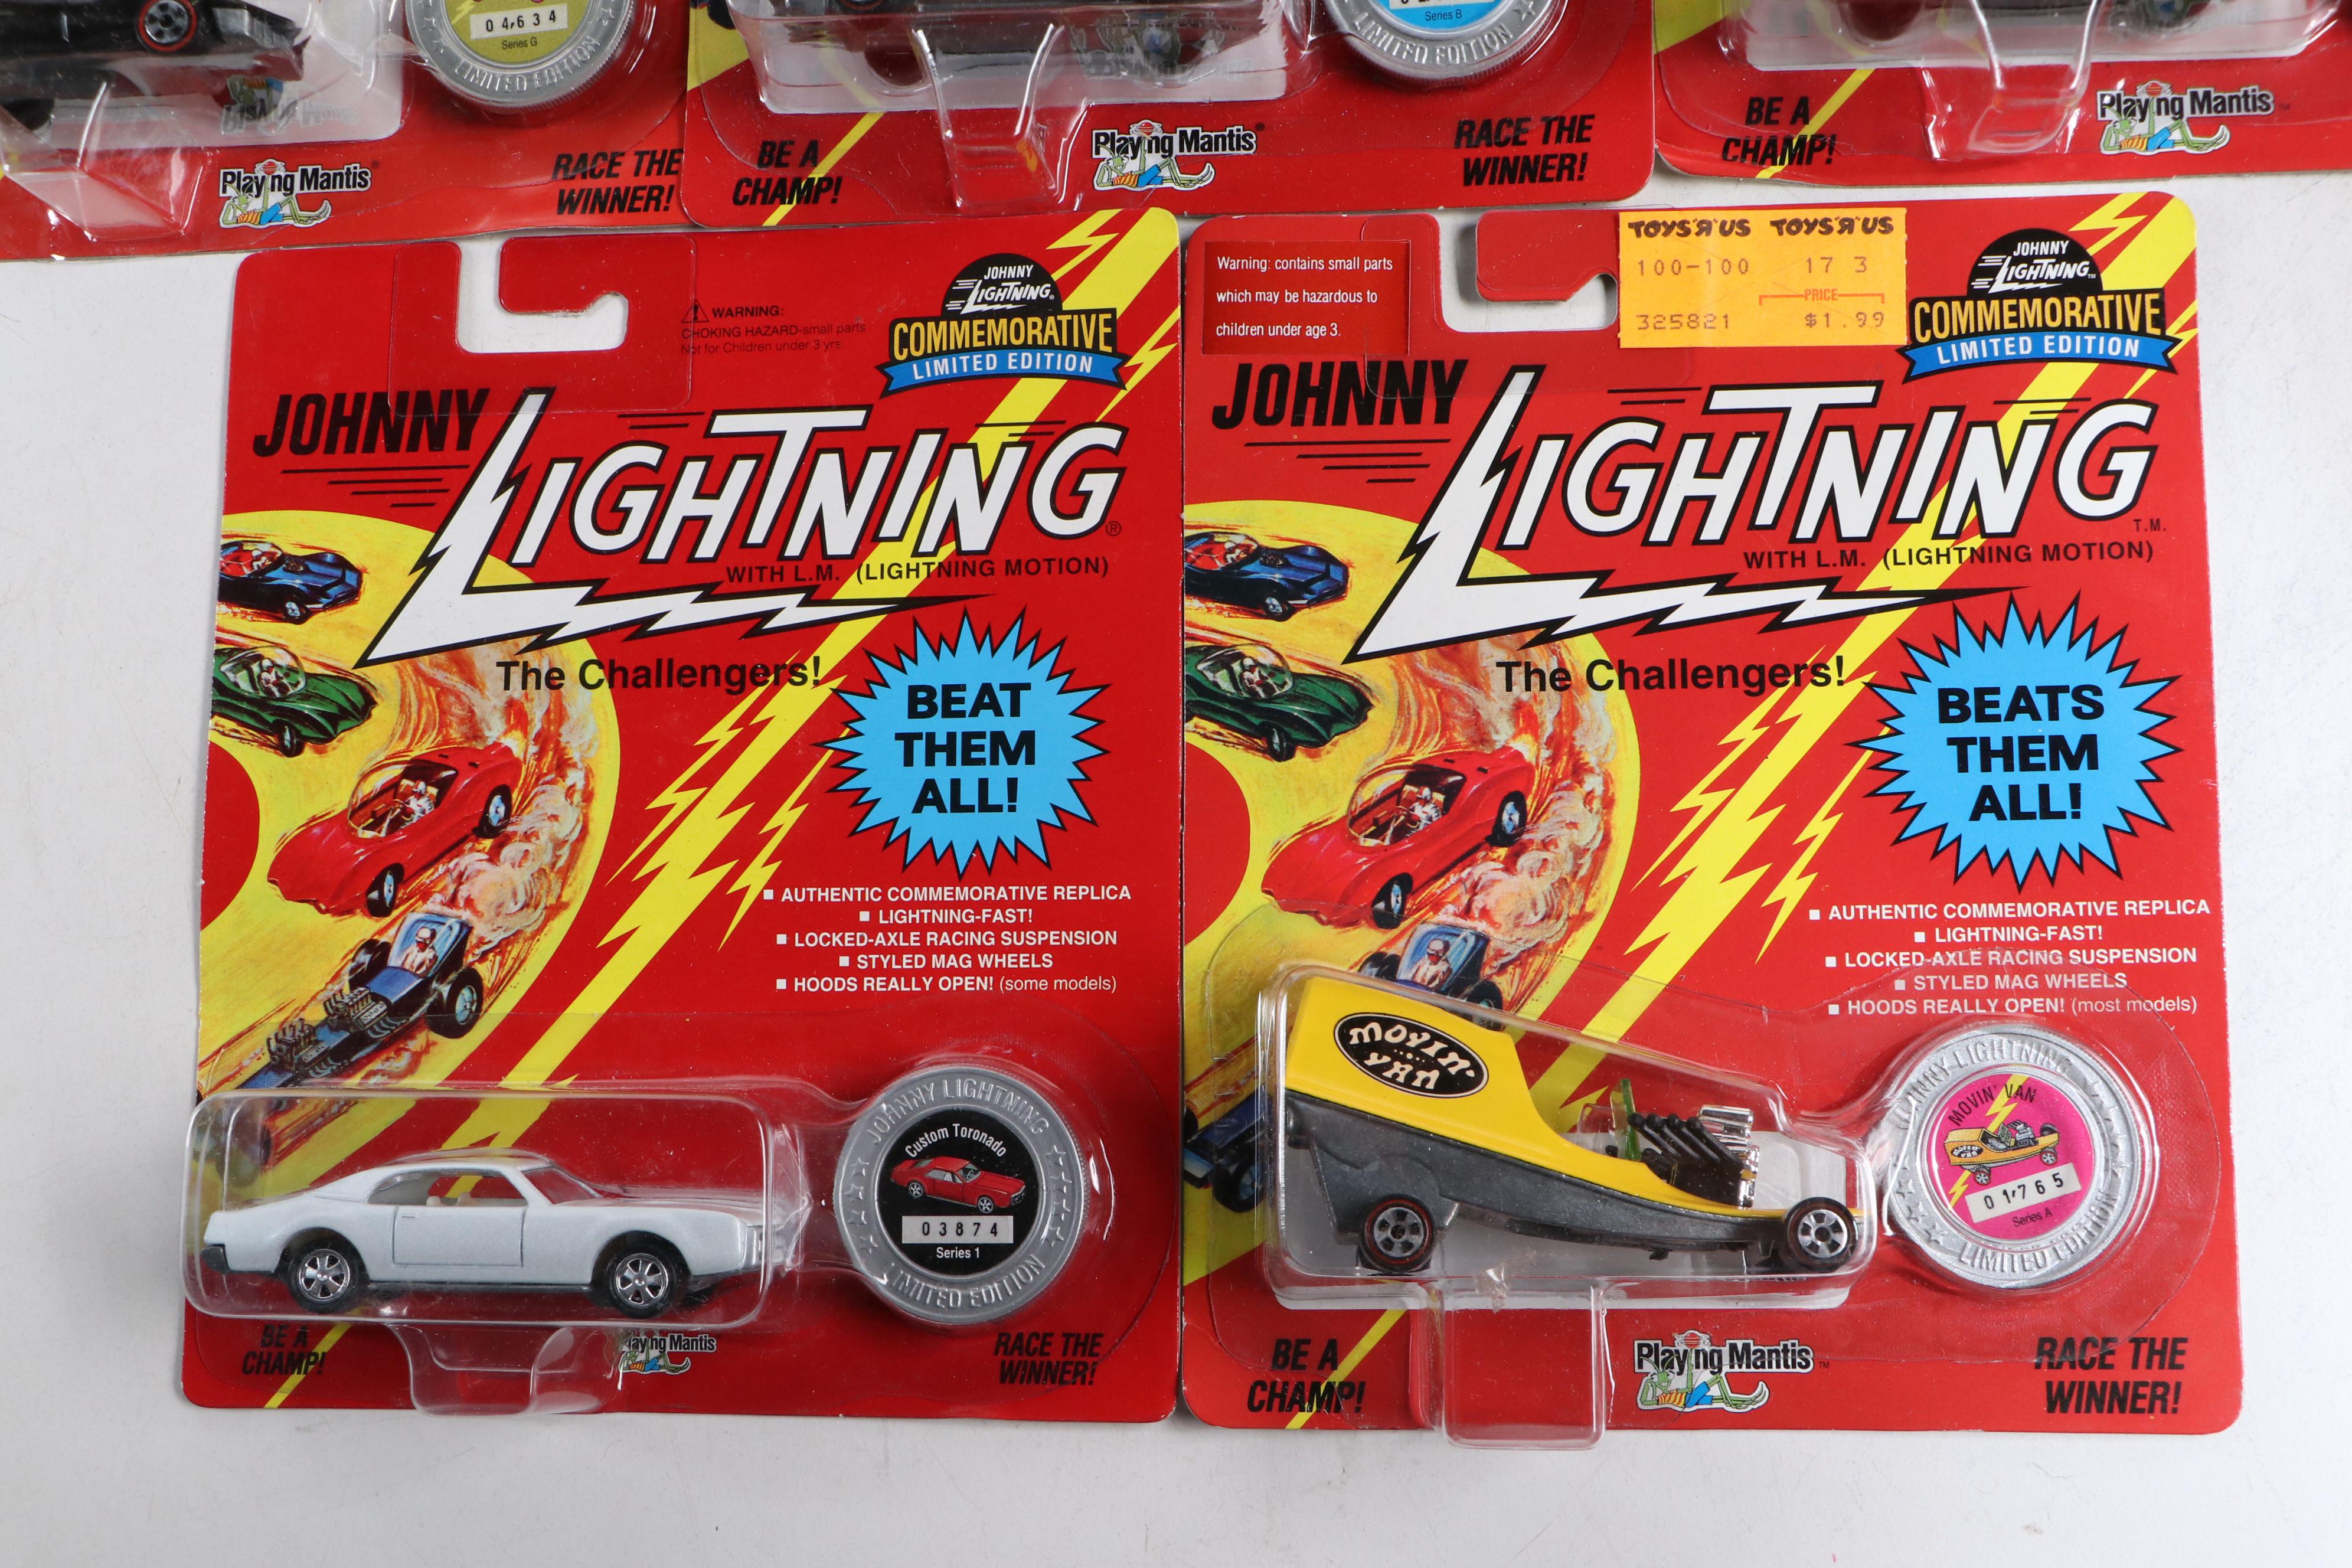 04,634
Series G
LIMITED EDITION
Playing Mantis®
RACE THE
WINNER!
Series B
LIMITED EDITION
BE A
CHAMP!
Playing Mantis®
RACE THE
WINNER!
BE A
CHAMP!
Playing Mantis
⚠ WARNING:
CHOKING HAZARD-small parts
Not for Children under 3 yrs.
JOHNNY
LIGHTNING®
COMMEMORATIVE
LIMITED EDITION
JOHNNY
LIGHTNING®
WITH L.M. (LIGHTNING MOTION)
The Challengers!
BEAT
THEM
ALL!
▪ AUTHENTIC COMMEMORATIVE REPLICA
▪ LIGHTNING-FAST!
▪ LOCKED-AXLE RACING SUSPENSION
▪ STYLED MAG WHEELS
▪ HOODS REALLY OPEN! (some models)
JOHNNY LIGHTNING
Custom Toronado
03874
Series 1
LIMITED EDITION
BE A
CHAMP!
Playing Mantis
RACE THE
WINNER!
Warning: contains small parts
which may be hazardous to
children under age 3.
TOYS"R"US TOYS"R"US
100-100 17 3
PRICE
325821 $1.99
JOHNNY
LIGHTNING™
COMMEMORATIVE
LIMITED EDITION
JOHNNY
LIGHTNING T.M.
WITH L.M. (LIGHTNING MOTION)
The Challengers!
BEATS
THEM
ALL!
▪ AUTHENTIC COMMEMORATIVE REPLICA
▪ LIGHTNING-FAST!
▪ LOCKED-AXLE RACING SUSPENSION
▪ STYLED MAG WHEELS
▪ HOODS REALLY OPEN! (most models)
MOVIN'
VAN
JOHNNY LIGHTNING
MOVIN' VAN
01,765
Series A
LIMITED EDITION
BE A
CHAMP!
Playing Mantis™
RACE THE
WINNER!